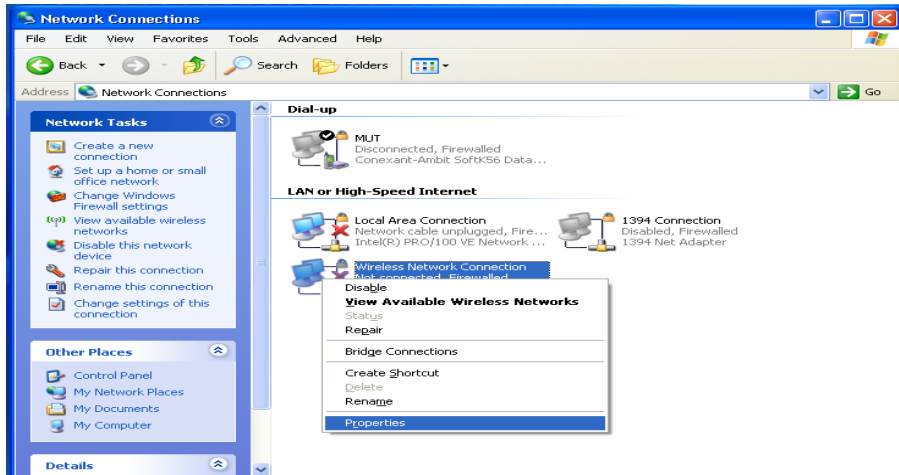 Network Connections
File Edit View Favorites Tools Advanced Help
Back Search Folders
Address Network Connections Go
Network Tasks
Create a new
connection
Set up a home or small
office network
Change Windows
Firewall settings
View available wireless
networks
Disable this network
device
Repair this connection
Rename this connection
Change settings of this
connection
Other Places
Control Panel
My Network Places
My Documents
My Computer
Details
Dial-up
MUT
Disconnected, Firewalled
Conexant-Ambit SoftK56 Data...
LAN or High-Speed Internet
Local Area Connection
Network cable unplugged, Fire...
Intel(R) PRO/100 VE Network ...
1394 Connection
Disabled, Firewalled
1394 Net Adapter
Wireless Network Connection
Not connected, Firewalled
Disable
View Available Wireless Networks
Status
Repair
Bridge Connections
Create Shortcut
Delete
Rename
Properties